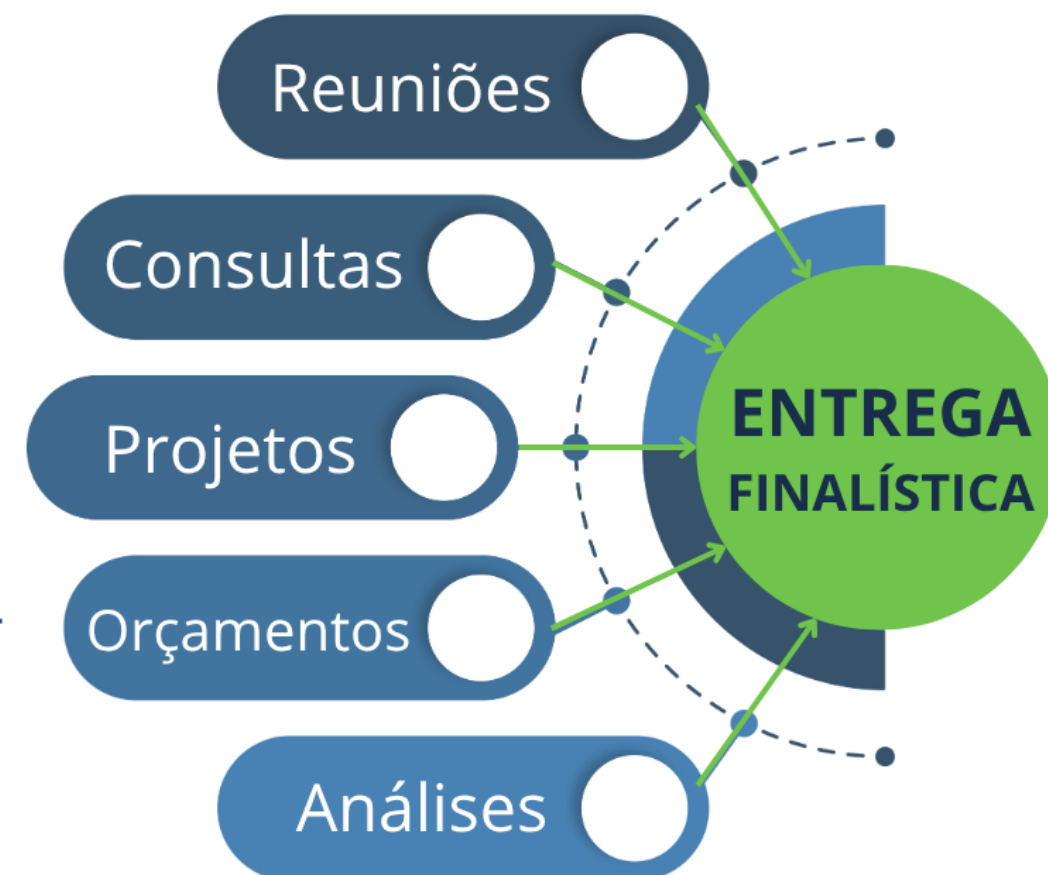 Reuniões
Consultas
Projetos
Orçamentos
Análises
ENTREGA
FINALÍSTICA